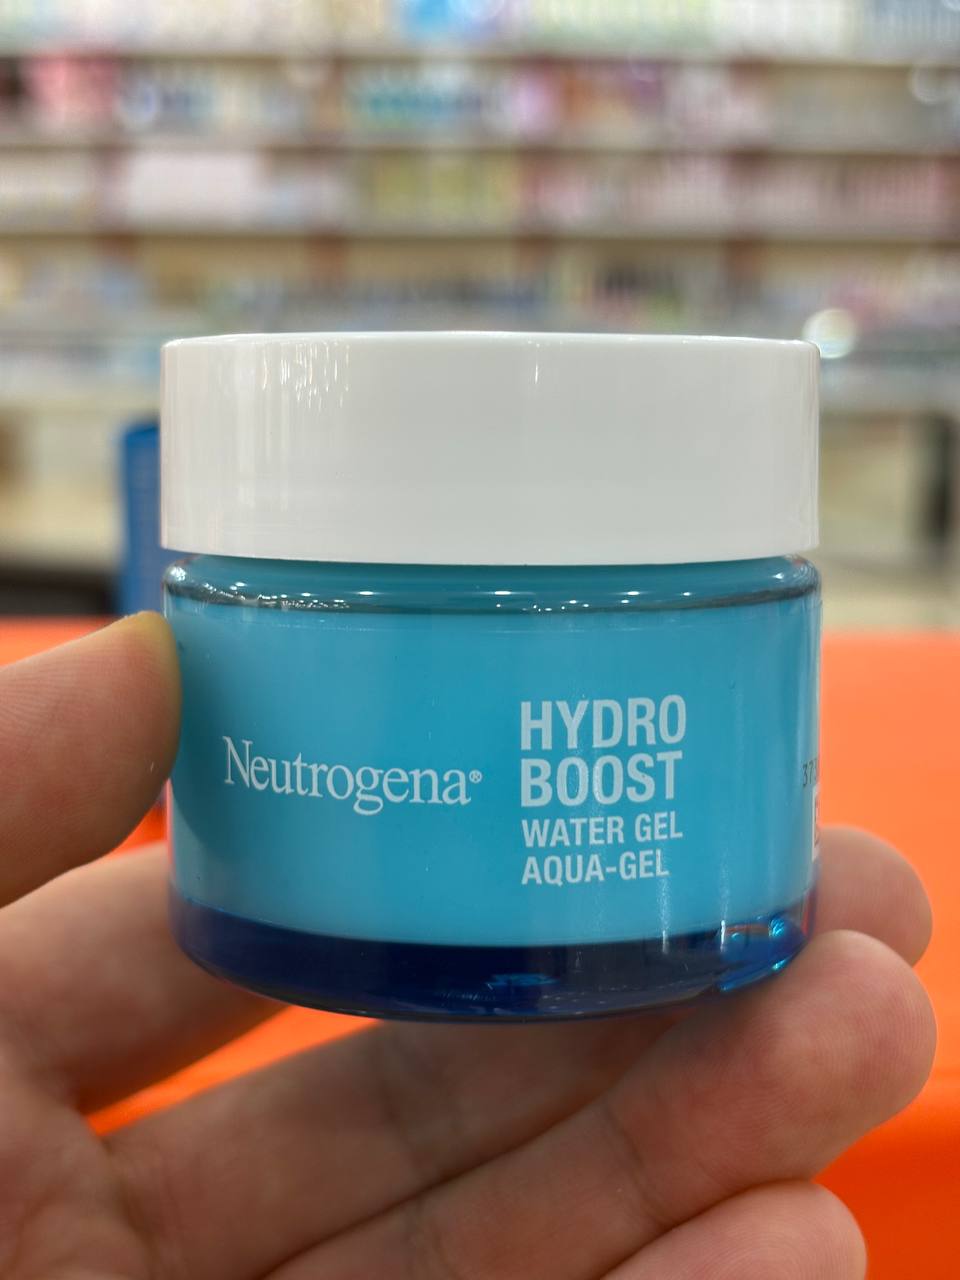 Neutrogena®
HYDRO
BOOST
WATER GEL
AQUA-GEL